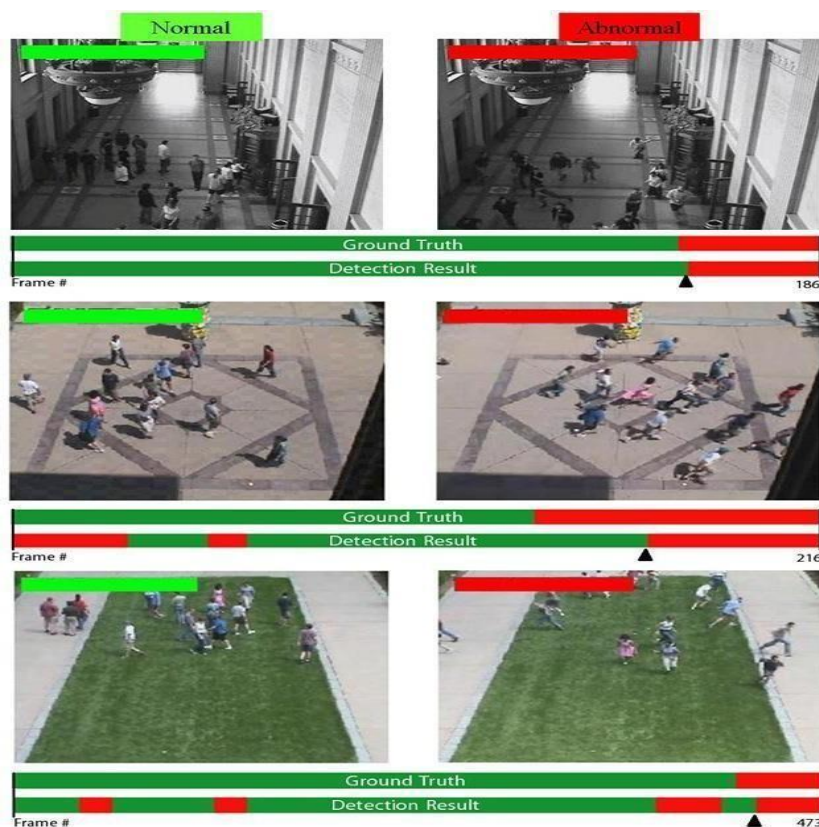 Normal
Abnormal
Ground Truth
Detection Result
Frame #
186
Ground Truth
Detection Result
Frame #
216
Ground Truth
Detection Result
Frame #
473